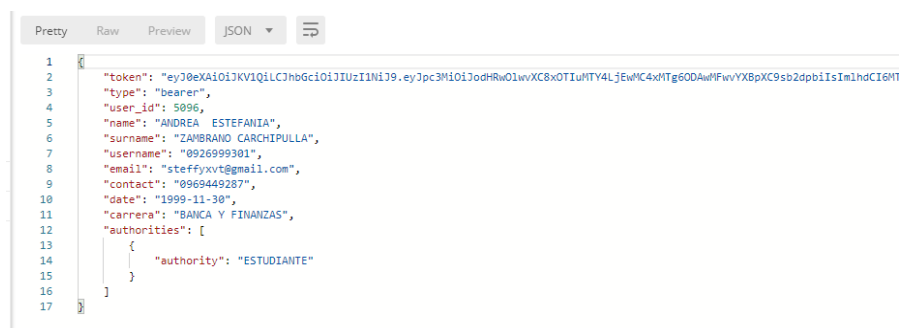 Pretty Raw Preview JSON
1 {
2 "token": "eyJ0eXAiOiJKV1QiLCJhbGciOiJIUzI1NiJ9.eyJpc3MiOiJodHRwOlwvXC8xOTIuMTY4LjEwMC4xMTg6ODAwMFwvYXBpXC9sb2dpbiIsImlhdCI6MT
3 "type": "bearer",
4 "user_id": 5096,
5 "name": "ANDREA  ESTEFANIA",
6 "surname": "ZAMBRANO CARCHIPULLA",
7 "username": "0926999301",
8 "email": "steffyxvt@gmail.com",
9 "contact": "0969449287",
10 "date": "1999-11-30",
11 "carrera": "BANCA Y FINANZAS",
12 "authorities": [
13 {
14 "authority": "ESTUDIANTE"
15 }
16 ]
17 }